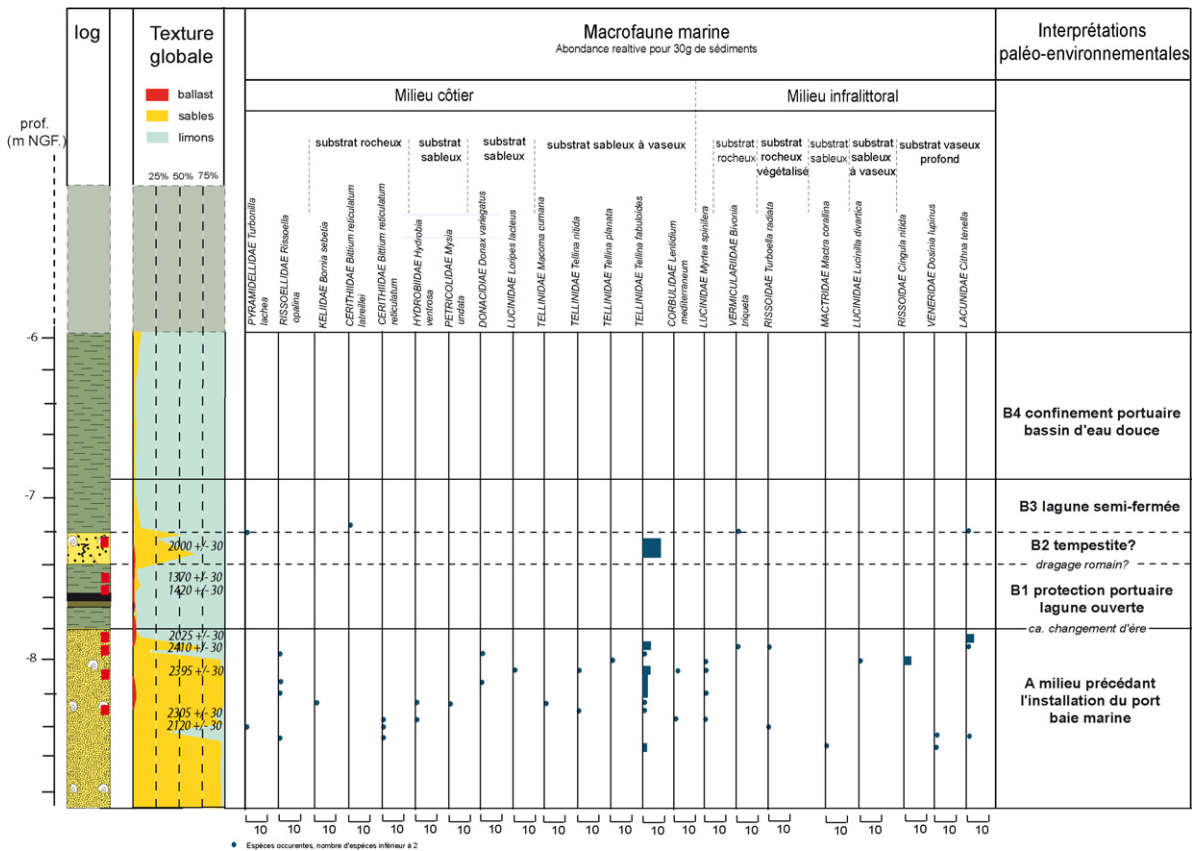 log
Texture
globale
ballast
sables
limons
25% 50% 75%
prof.
(m NGF.)
Macrofaune marine
Abondance realtive pour 30g de sédiments
Interprétations
paléo-environnementales
Milieu côtier
Milieu infralittoral
substrat rocheux
substrat
sableux
substrat
sableux
substrat sableux à vaseux
substrat
rocheux
substrat
rocheux
végétalisé
substrat
sableux
substrat
sableux
à vaseux
substrat vaseux
profond
PYRAMIDELLIDAE Turbonilla
lachea
RISSOELLIDAE Rissoella
opalina
KELIIDAE Bornia sebetia
CERITHIIDAE Bittium reticulatum
latreillei
CERITHIIDAE Bittium reticulatum
reticulatum
HYDROBIIDAE Hydrobia
ventrosa
PETRICOLIDAE Mysia
undata
DONACIDIAE Donax variegatus
LUCINIDAE Loripes lacteus
TELLINIDAE Macoma cumana
TELLINIDAE Tellina nitida
TELLINIDAE Tellina planata
TELLINIDAE Tellina fabuloides
CORBULIDAE Lentidium
mediterraneum
LUCINIDAE Myrtea spinifera
VERMICULARIIDAE Bivonia
triqueta
RISSOIDAE Turboella radiata
MACTRIDAE Mactra corallina
LUCINIDAE Lucinilla divartica
RISSOIDAE Cingula nitida
VENERIDAE Dosinia lupinus
LACUNIDAE Cithna tenella
-6
B4 confinement portuaire
bassin d'eau douce
-7
B3 lagune semi-fermée
2000 +/- 30
B2 tempestite?
dragage romain?
1370 +/- 30
1420 +/- 30
B1 protection portuaire
lagune ouverte
2025 +/- 30
ca. changement d'ère
2410 +/- 30
-8
2395 +/- 30
A milieu précédant
l'installation du port
baie marine
2305 +/- 30
2120 +/- 30
10 10 10 10 10 10 10 10 10 10 10 10 10 10 10 10 10 10 10 10 10 10
Espèces occurentes, nombre d'espèces inférieur à 2